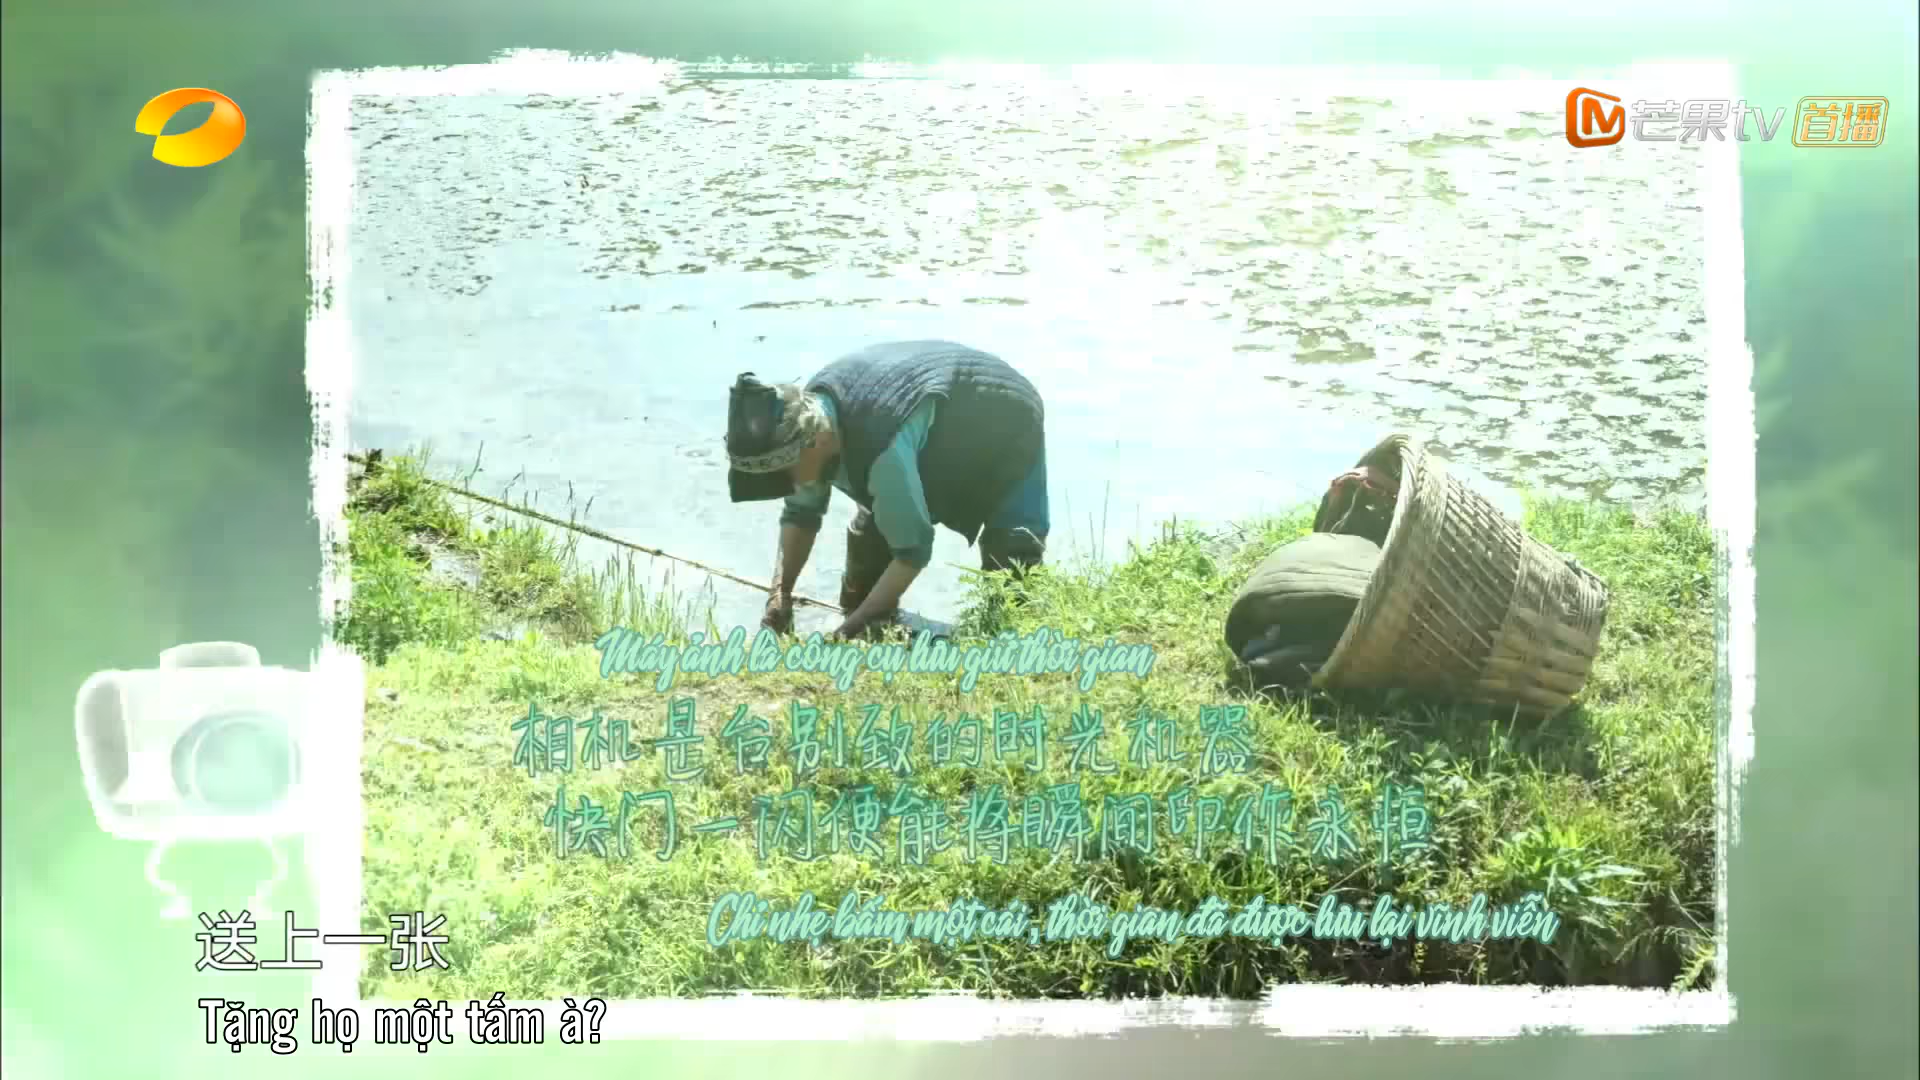 芒果tv 首播
Máy ảnh là công cụ lưu giữ thời gian
相机是台别致的时光机器
快门一闪便能将瞬间印作永恒
Chỉ nhẹ bấm một cái, thời gian đã được lưu lại vĩnh viễn
送上一张
Tặng họ một tấm à?